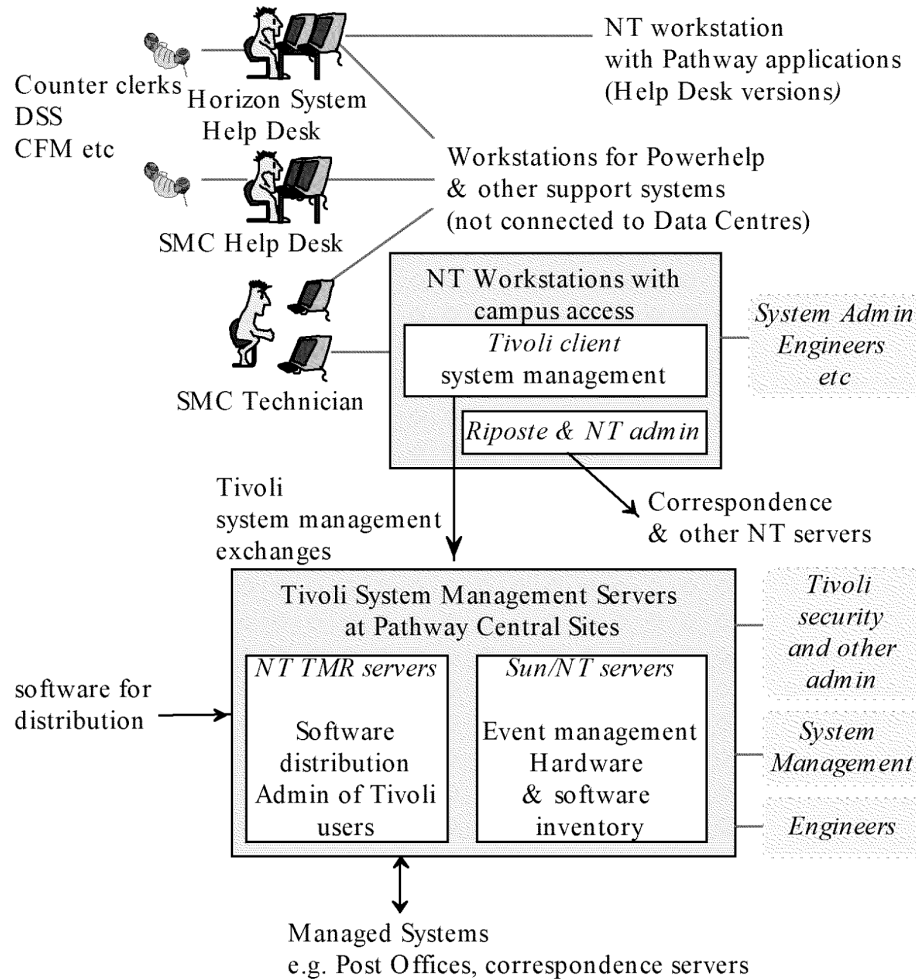 NT workstation
with Pathway applications
(Help Desk versions)
Counter clerks
DSS
CFM etc
Horizon System
Help Desk
Workstations for Powerhelp
& other support systems
(not connected to Data Centres)
SMC Help Desk
NT Workstations with
campus access
Tivoli client
system management
Riposte & NT admin
System Admin
Engineers
etc
SMC Technician
Tivoli
system management
exchanges
Correspondence
& other NT servers
Tivoli System Management Servers
at Pathway Central Sites
NT TMR servers
Software
distribution
Admin of Tivoli
users
Sun/NT servers
Event management
Hardware
& software
inventory
Tivoli
security
and other
admin
System
Management
Engineers
software for
distribution
Managed Systems
e.g. Post Offices, correspondence servers